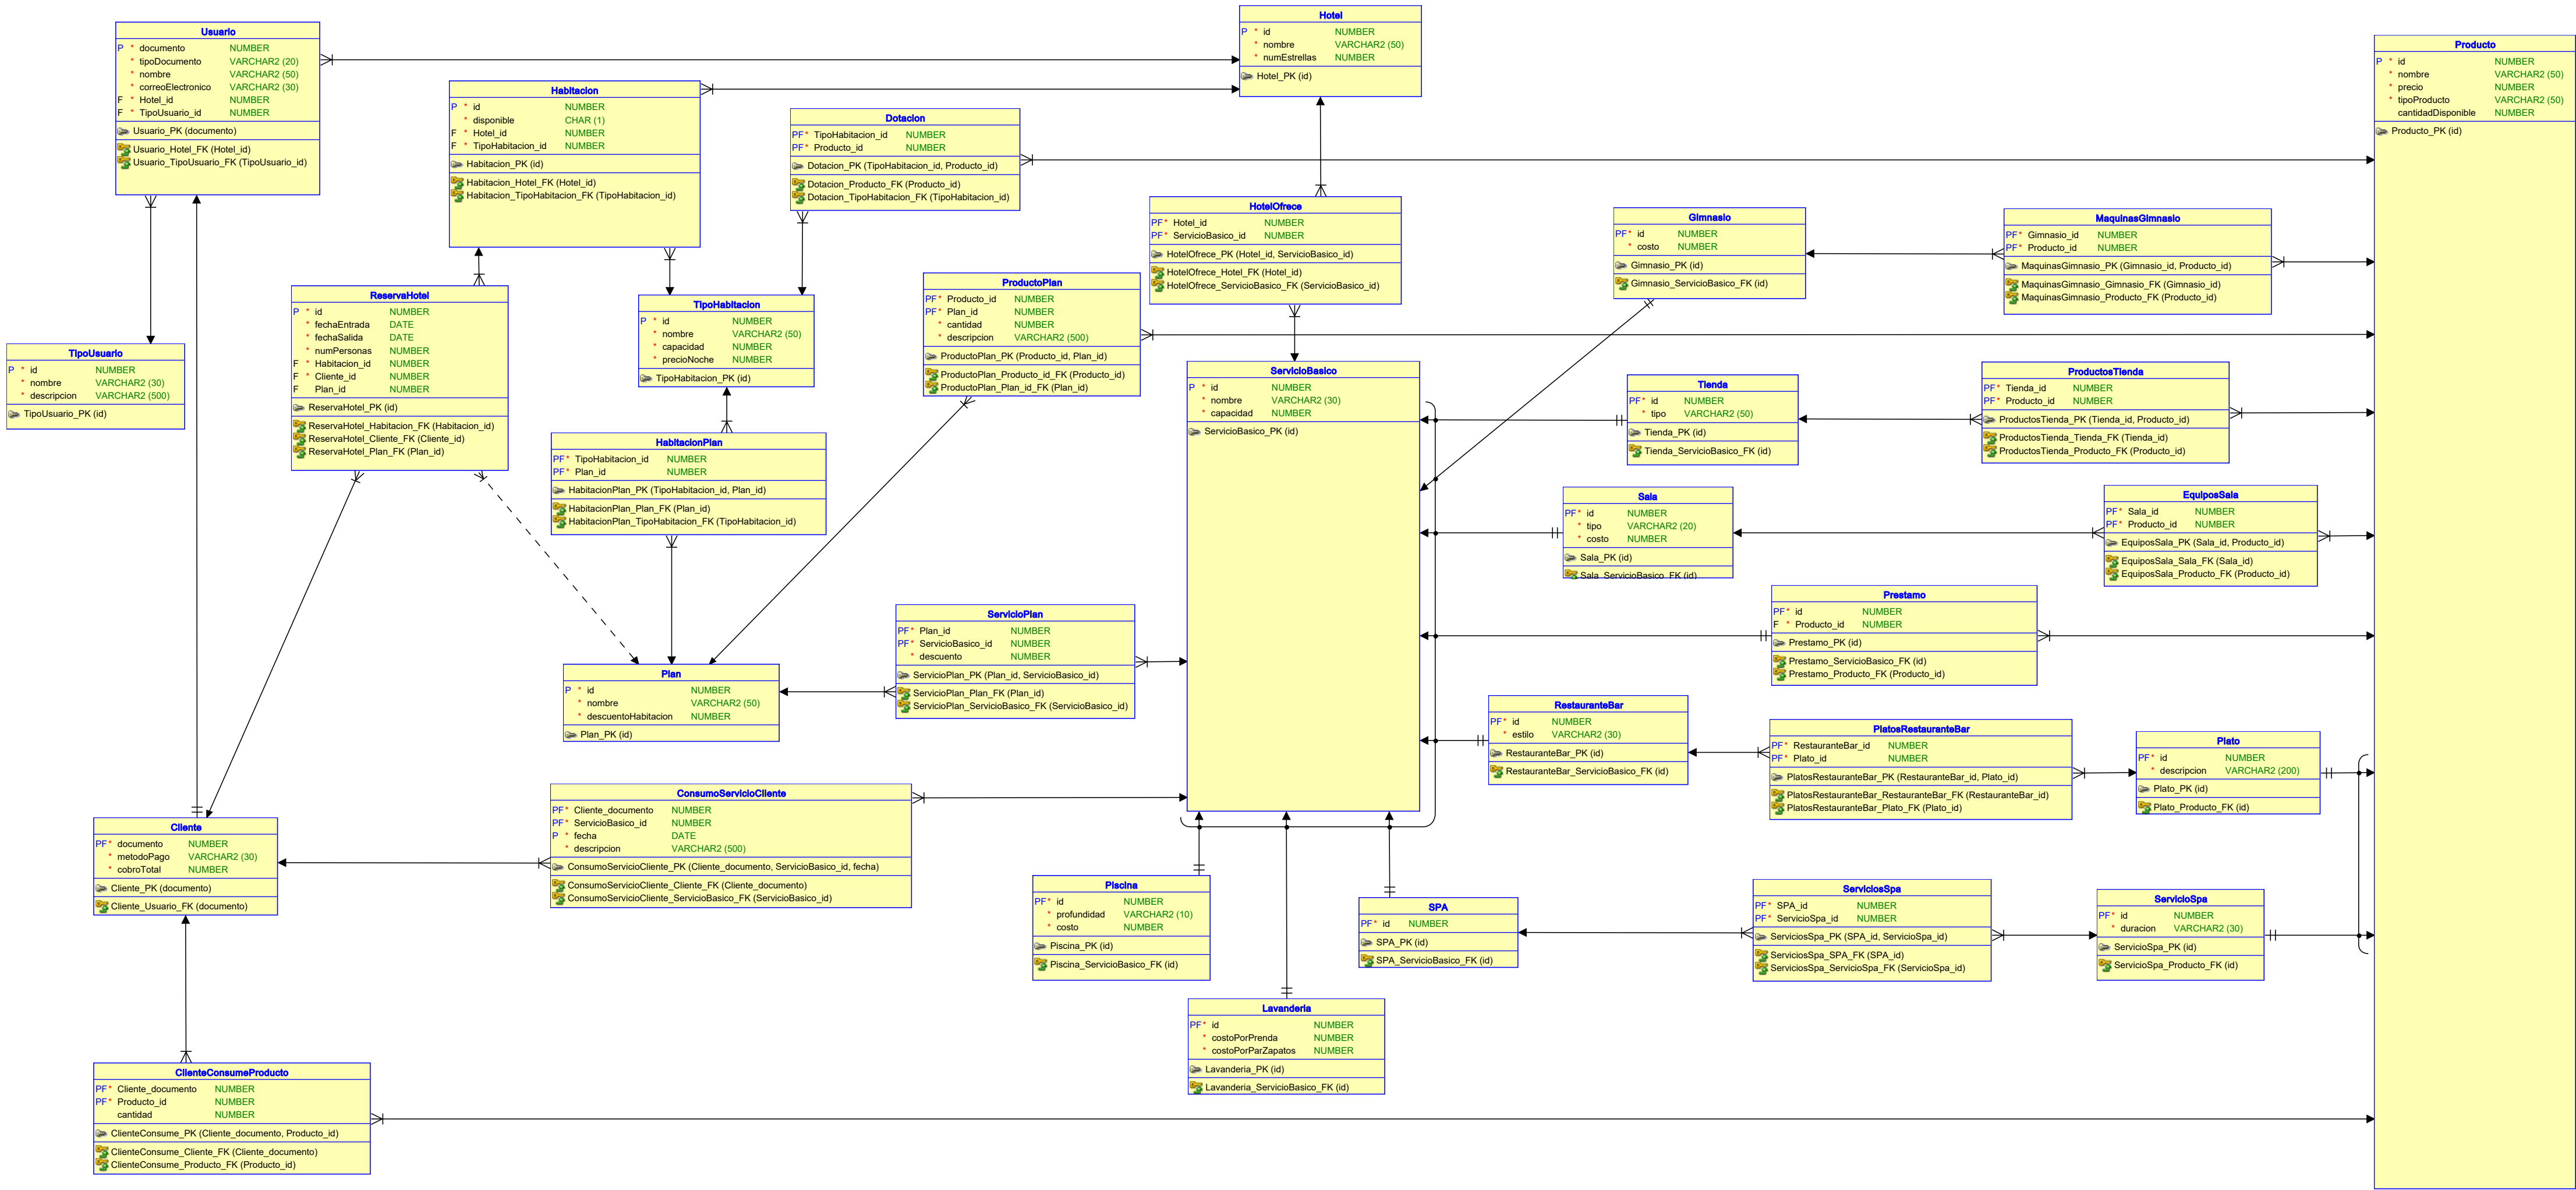 Usuario
P * documento NUMBER
* tipoDocumento VARCHAR2 (20)
* nombre VARCHAR2 (50)
* correoElectronico VARCHAR2 (30)
F * Hotel_id NUMBER
F * TipoUsuario_id NUMBER
Usuario_PK (documento)
Usuario_Hotel_FK (Hotel_id)
Usuario_TipoUsuario_FK (TipoUsuario_id)
Hotel
P * id NUMBER
* nombre VARCHAR2 (50)
* numEstrellas NUMBER
Hotel_PK (id)
Producto
P * id NUMBER
* nombre VARCHAR2 (50)
* precio NUMBER
* tipoProducto VARCHAR2 (50)
cantidadDisponible NUMBER
Producto_PK (id)
Habitacion
P * id NUMBER
* disponible CHAR (1)
F * Hotel_id NUMBER
F * TipoHabitacion_id NUMBER
Habitacion_PK (id)
Habitacion_Hotel_FK (Hotel_id)
Habitacion_TipoHabitacion_FK (TipoHabitacion_id)
Dotacion
PF* TipoHabitacion_id NUMBER
PF* Producto_id NUMBER
Dotacion_PK (TipoHabitacion_id, Producto_id)
Dotacion_Producto_FK (Producto_id)
Dotacion_TipoHabitacion_FK (TipoHabitacion_id)
HotelOfrece
PF* Hotel_id NUMBER
PF* ServicioBasico_id NUMBER
HotelOfrece_PK (Hotel_id, ServicioBasico_id)
HotelOfrece_Hotel_FK (Hotel_id)
HotelOfrece_ServicioBasico_FK (ServicioBasico_id)
Gimnasio
PF* id NUMBER
* costo NUMBER
Gimnasio_PK (id)
Gimnasio_ServicioBasico_FK (id)
MaquinasGimnasio
PF* Gimnasio_id NUMBER
PF* Producto_id NUMBER
MaquinasGimnasio_PK (Gimnasio_id, Producto_id)
MaquinasGimnasio_Gimnasio_FK (Gimnasio_id)
MaquinasGimnasio_Producto_FK (Producto_id)
ReservaHotel
P * id NUMBER
* fechaEntrada DATE
* fechaSalida DATE
* numPersonas NUMBER
F * Habitacion_id NUMBER
F * Cliente_id NUMBER
F Plan_id NUMBER
ReservaHotel_PK (id)
ReservaHotel_Habitacion_FK (Habitacion_id)
ReservaHotel_Cliente_FK (Cliente_id)
ReservaHotel_Plan_FK (Plan_id)
TipoHabitacion
P * id NUMBER
* nombre VARCHAR2 (50)
* capacidad NUMBER
* precioNoche NUMBER
TipoHabitacion_PK (id)
ProductoPlan
PF* Producto_id NUMBER
PF* Plan_id NUMBER
* cantidad NUMBER
* descripcion VARCHAR2 (500)
ProductoPlan_PK (Producto_id, Plan_id)
ProductoPlan_Producto_id_FK (Producto_id)
ProductoPlan_Plan_id_FK (Plan_id)
TipoUsuario
P * id NUMBER
* nombre VARCHAR2 (30)
* descripcion VARCHAR2 (500)
TipoUsuario_PK (id)
ServicioBasico
P * id NUMBER
* nombre VARCHAR2 (30)
* capacidad NUMBER
ServicioBasico_PK (id)
Tienda
PF* id NUMBER
* tipo VARCHAR2 (50)
Tienda_PK (id)
Tienda_ServicioBasico_FK (id)
ProductosTienda
PF* Tienda_id NUMBER
PF* Producto_id NUMBER
ProductosTienda_PK (Tienda_id, Producto_id)
ProductosTienda_Tienda_FK (Tienda_id)
ProductosTienda_Producto_FK (Producto_id)
HabitacionPlan
PF* TipoHabitacion_id NUMBER
PF* Plan_id NUMBER
HabitacionPlan_PK (TipoHabitacion_id, Plan_id)
HabitacionPlan_Plan_FK (Plan_id)
HabitacionPlan_TipoHabitacion_FK (TipoHabitacion_id)
Sala
PF* id NUMBER
* tipo VARCHAR2 (20)
* costo NUMBER
Sala_PK (id)
Sala_ServicioBasico_FK (id)
EquiposSala
PF* Sala_id NUMBER
PF* Producto_id NUMBER
EquiposSala_PK (Sala_id, Producto_id)
EquiposSala_Sala_FK (Sala_id)
EquiposSala_Producto_FK (Producto_id)
Prestamo
PF* id NUMBER
F * Producto_id NUMBER
Prestamo_PK (id)
Prestamo_ServicioBasico_FK (id)
Prestamo_Producto_FK (Producto_id)
ServicioPlan
PF* Plan_id NUMBER
PF* ServicioBasico_id NUMBER
* descuento NUMBER
ServicioPlan_PK (Plan_id, ServicioBasico_id)
ServicioPlan_Plan_FK (Plan_id)
ServicioPlan_ServicioBasico_FK (ServicioBasico_id)
Plan
P * id NUMBER
* nombre VARCHAR2 (50)
* descuentoHabitacion NUMBER
Plan_PK (id)
RestauranteBar
PF* id NUMBER
* estilo VARCHAR2 (30)
RestauranteBar_PK (id)
RestauranteBar_ServicioBasico_FK (id)
PlatosRestauranteBar
PF* RestauranteBar_id NUMBER
PF* Plato_id NUMBER
PlatosRestauranteBar_PK (RestauranteBar_id, Plato_id)
PlatosRestauranteBar_RestauranteBar_FK (RestauranteBar_id)
PlatosRestauranteBar_Plato_FK (Plato_id)
Plato
PF* id NUMBER
* descripcion VARCHAR2 (200)
Plato_PK (id)
Plato_Producto_FK (id)
ConsumoServicioCliente
PF* Cliente_documento NUMBER
PF* ServicioBasico_id NUMBER
P * fecha DATE
* descripcion VARCHAR2 (500)
ConsumoServicioCliente_PK (Cliente_documento, ServicioBasico_id, fecha)
ConsumoServicioCliente_Cliente_FK (Cliente_documento)
ConsumoServicioCliente_ServicioBasico_FK (ServicioBasico_id)
Cliente
PF* documento NUMBER
* metodoPago VARCHAR2 (30)
* cobroTotal NUMBER
Cliente_PK (documento)
Cliente_Usuario_FK (documento)
Piscina
PF* id NUMBER
* profundidad VARCHAR2 (10)
* costo NUMBER
Piscina_PK (id)
Piscina_ServicioBasico_FK (id)
SPA
PF* id NUMBER
SPA_PK (id)
SPA_ServicioBasico_FK (id)
ServiciosSpa
PF* SPA_id NUMBER
PF* ServicioSpa_id NUMBER
ServiciosSpa_PK (SPA_id, ServicioSpa_id)
ServiciosSpa_SPA_FK (SPA_id)
ServiciosSpa_ServicioSpa_FK (ServicioSpa_id)
ServicioSpa
PF* id NUMBER
* duracion VARCHAR2 (30)
ServicioSpa_PK (id)
ServicioSpa_Producto_FK (id)
Lavanderia
PF* id NUMBER
* costoPorPrenda NUMBER
* costoPorParZapatos NUMBER
Lavanderia_PK (id)
Lavanderia_ServicioBasico_FK (id)
ClienteConsumeProducto
PF* Cliente_documento NUMBER
PF* Producto_id NUMBER
cantidad NUMBER
ClienteConsume_PK (Cliente_documento, Producto_id)
ClienteConsume_Cliente_FK (Cliente_documento)
ClienteConsume_Producto_FK (Producto_id)